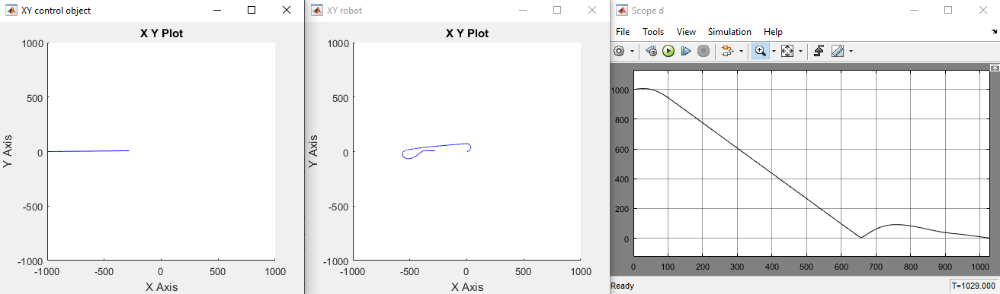 XY control object
X Y Plot
1000
500
0
-500
-1000
-1000
-500
0
500
1000
X Axis
Y Axis
XY robot
X Y Plot
1000
500
0
-500
-1000
-1000
-500
0
500
1000
X Axis
Y Axis
Scope d
File Tools View Simulation Help
1000
800
600
400
200
0
0 100 200 300 400 500 600 700 800 900 1000
Ready
T=1029.000